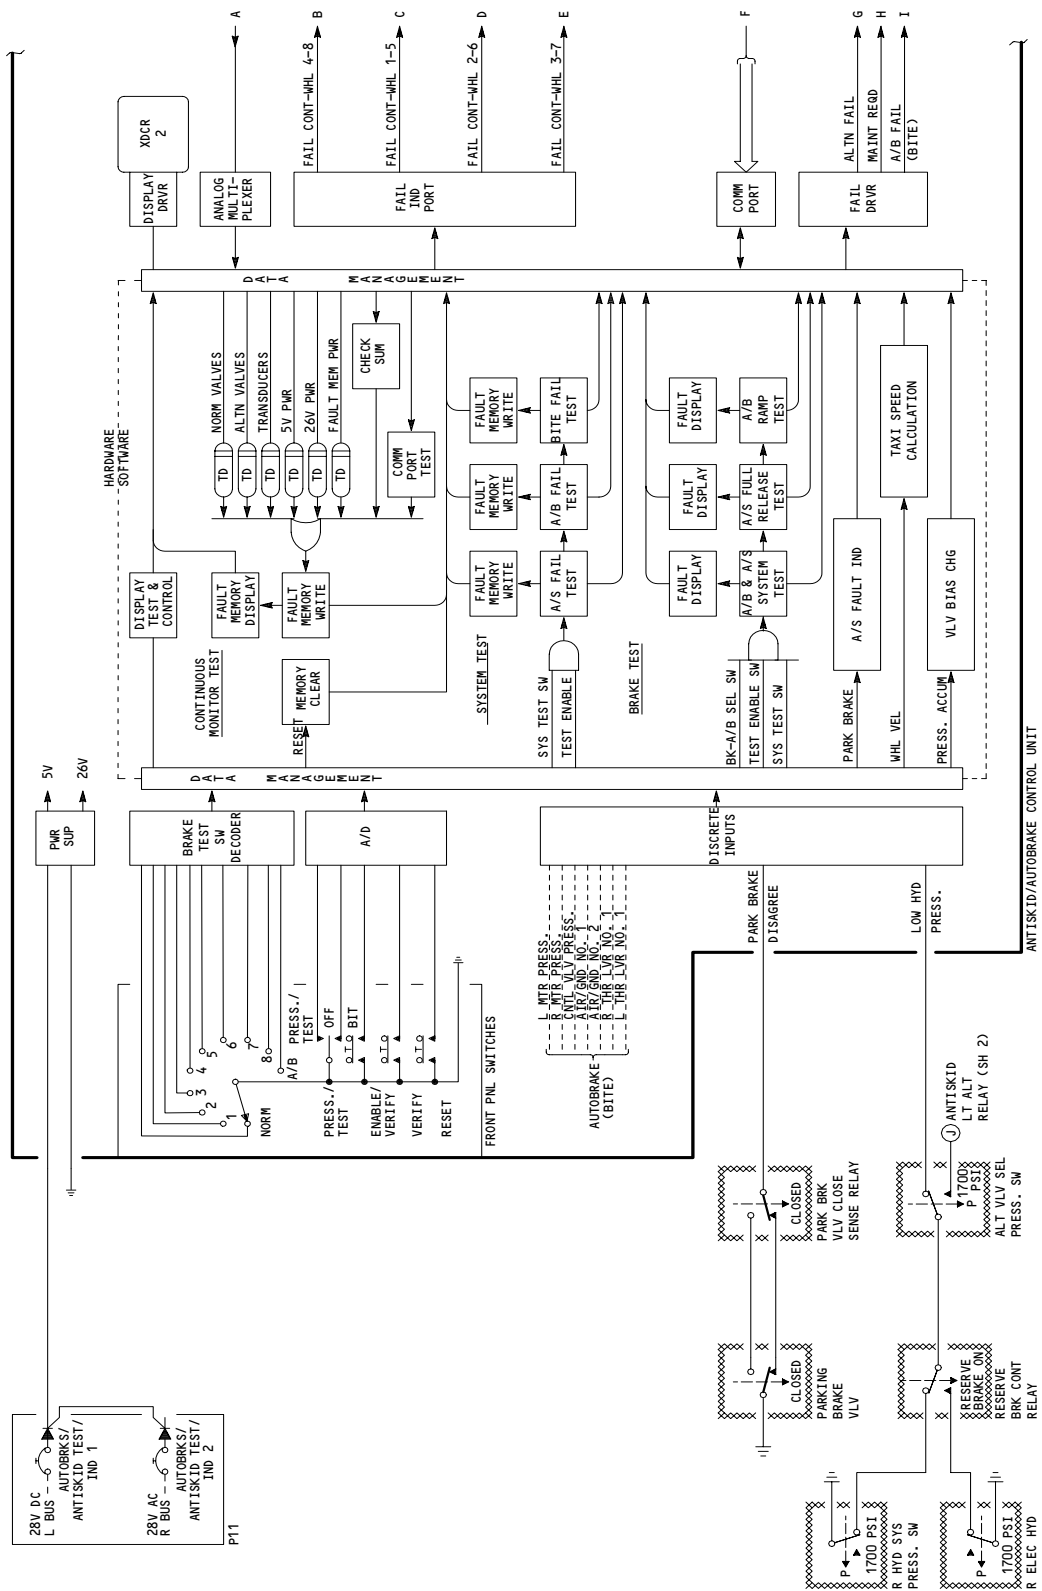 28V DC
L BUS
AUTOBRKS/
ANTISKID TEST/
IND 1
28V AC
R BUS
AUTOBRKS/
ANTISKID TEST/
IND 2
P11
PWR
SUP
5V
26V
FRONT PNL SWITCHES
NORM
1
2
3
4
5
6
7
8
A/B PRESS./
TEST
PRESS./
TEST
OFF
ENABLE/
VERIFY
T
BIT
VERIFY
T
RESET
T
BRAKE
TEST
SW
DECODER
A/D
DISCRETE
INPUTS
AUTOBRAKE
(BITE)
L MTR PRESS.
R MTR PRESS.
CNTL VLV PRESS.
AIR/GND NO. 1
AIR/GND NO. 2
R THR LVR NO. 1
L THR LVR NO. 1
PARK BRAKE
DISAGREE
LOW HYD
PRESS.
CLOSED
PARK BRK
VLV CLOSE
SENSE RELAY
CLOSED
PARKING
BRAKE
VLV
J
ANTISKID
LT ALT
RELAY (SH 2)
P 1700
PSI
ALT VLV SEL
PRESS. SW
RESERVE
BRAKE ON
RESERVE
BRK CONT
RELAY
P
1700 PSI
R HYD SYS
PRESS. SW
P
1700 PSI
R ELEC HYD
HARDWARE
SOFTWARE
DATA MANAGEMENT
DISPLAY
TEST &
CONTROL
CONTINUOUS
MONITOR TEST
FAULT
MEMORY
DISPLAY
FAULT
MEMORY
WRITE
RESET
MEMORY
CLEAR
NORM VALVES
ALTN VALVES
TRANSDUCERS
5V PWR
26V PWR
FAULT MEM PWR
TD
TD
TD
TD
TD
TD
CHECK
SUM
COMM
PORT
TEST
SYSTEM TEST
SYS TEST SW
TEST ENABLE
A/S FAIL
TEST
A/B FAIL
TEST
BITE FAIL
TEST
FAULT
MEMORY
WRITE
FAULT
MEMORY
WRITE
FAULT
MEMORY
WRITE
BRAKE TEST
BK-A/B SEL SW
TEST ENABLE SW
SYS TEST SW
A/B & A/S
SYSTEM
TEST
A/S FULL
RELEASE
TEST
A/B
RAMP
TEST
FAULT
DISPLAY
FAULT
DISPLAY
FAULT
DISPLAY
PARK BRAKE
A/S FAULT IND
WHL VEL
TAXI SPEED
CALCULATION
PRESS. ACCUM
VLV BIAS CHG
DATA MANAGEMENT
DISPLAY
DRVR
XDCR
2
ANALOG
MULTI-
PLEXER
A
FAIL
IND
PORT
FAIL CONT-WHL 4-8
B
FAIL CONT-WHL 1-5
C
FAIL CONT-WHL 2-6
D
FAIL CONT-WHL 3-7
E
COMM
PORT
F
FAIL
DRVR
ALTN FAIL
G
MAINT REQD
H
A/B FAIL
(BITE)
I
ANTISKID/AUTOBRAKE CONTROL UNIT